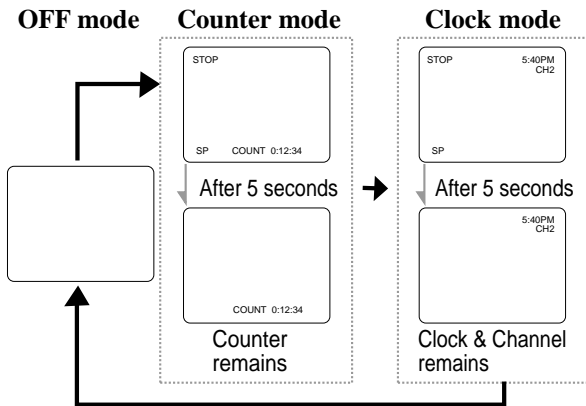 OFF mode
Counter mode
Clock mode
STOP
SP COUNT 0:12:34
After 5 seconds
COUNT 0:12:34
Counter
remains
STOP 5:40PM
CH2
SP
After 5 seconds
5:40PM
CH2
Clock & Channel
remains